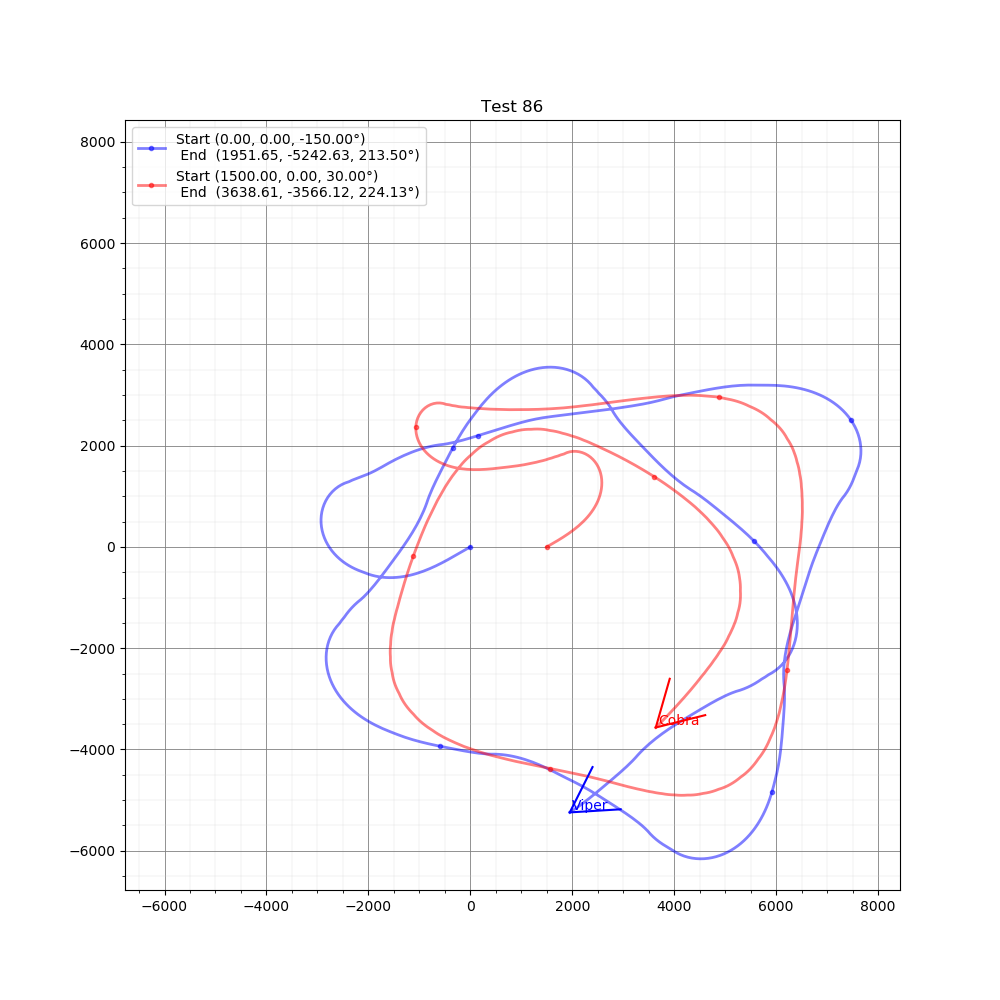 Test 86
Start (0.00, 0.00, -150.00°)
End  (1951.65, -5242.63, 213.50°)
Start (1500.00, 0.00, 30.00°)
End  (3638.61, -3566.12, 224.13°)
8000
6000
4000
2000
0
−2000
−4000
−6000
Cobra
Viper
−6000 −4000 −2000 0 2000 4000 6000 8000